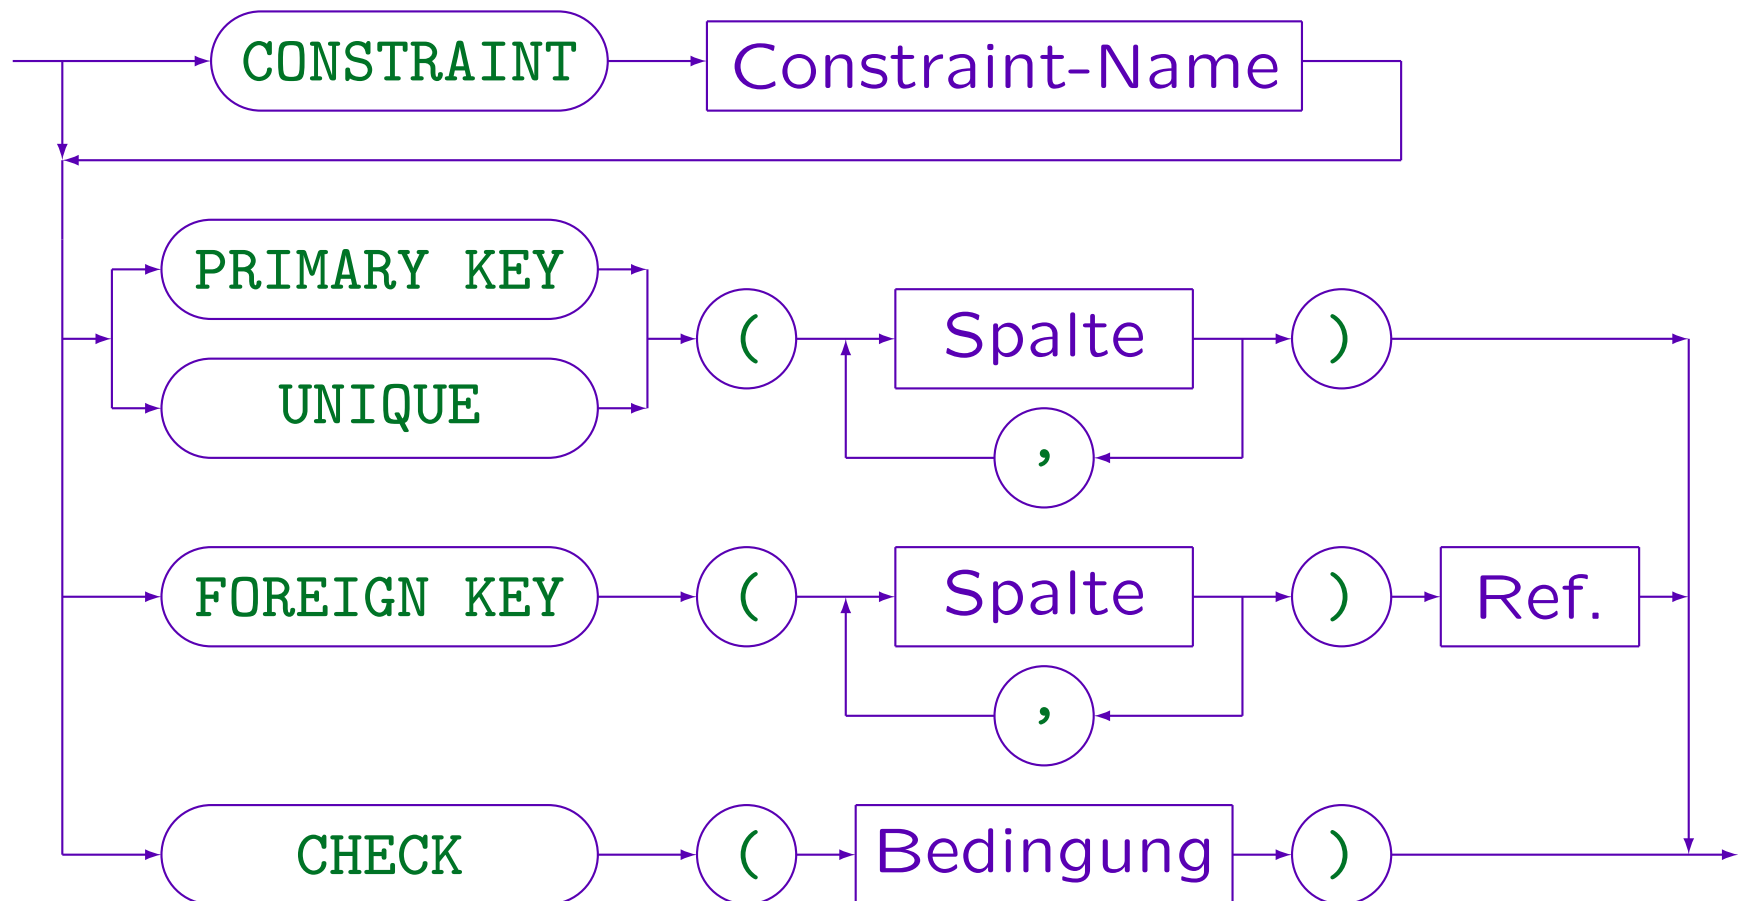 CONSTRAINT Constraint-Name
PRIMARY KEY
( Spalte )
UNIQUE
,
FOREIGN KEY ( Spalte ) Ref.
,
CHECK ( Bedingung )